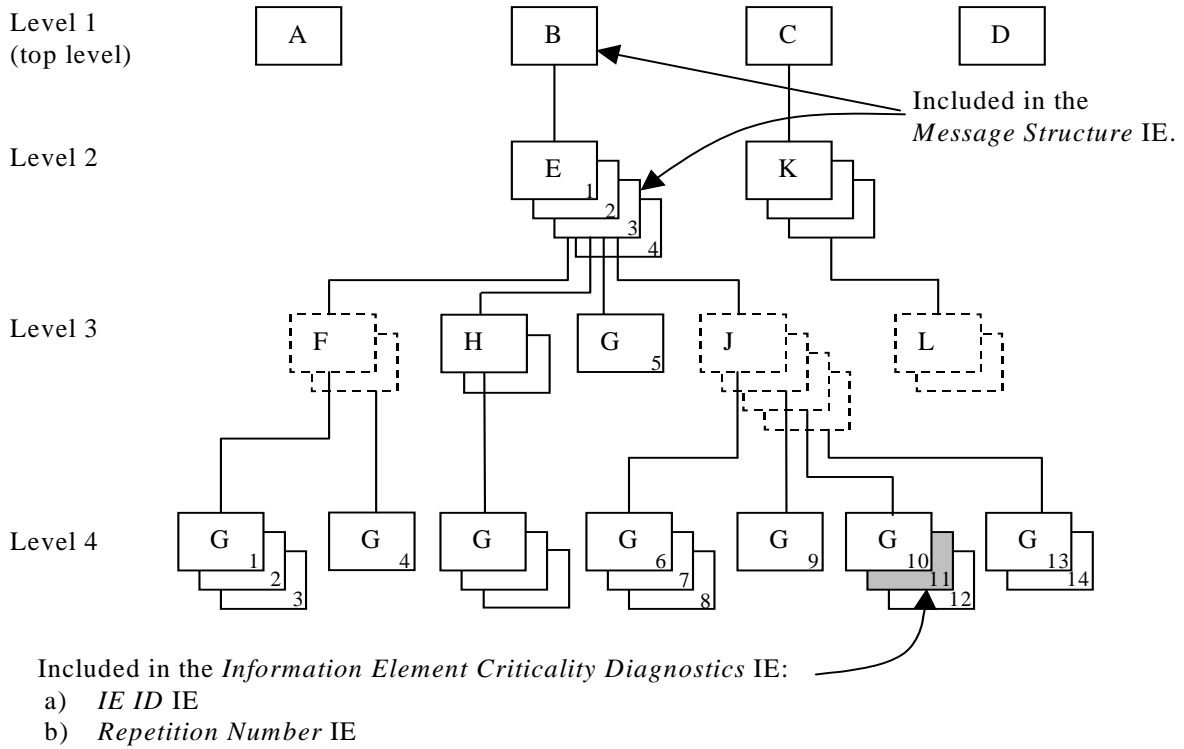 Level 1
(top level)
A
B
C
D
Included in the
Message Structure IE.
Level 2
E
1
2
3
4
K
Level 3
F
H
G
5
J
L
Level 4
G
1
2
3
G
4
G
G
6
7
8
G
9
G
10
11
12
G
13
14
Included in the Information Element Criticality Diagnostics IE:
a) IE ID IE
b) Repetition Number IE